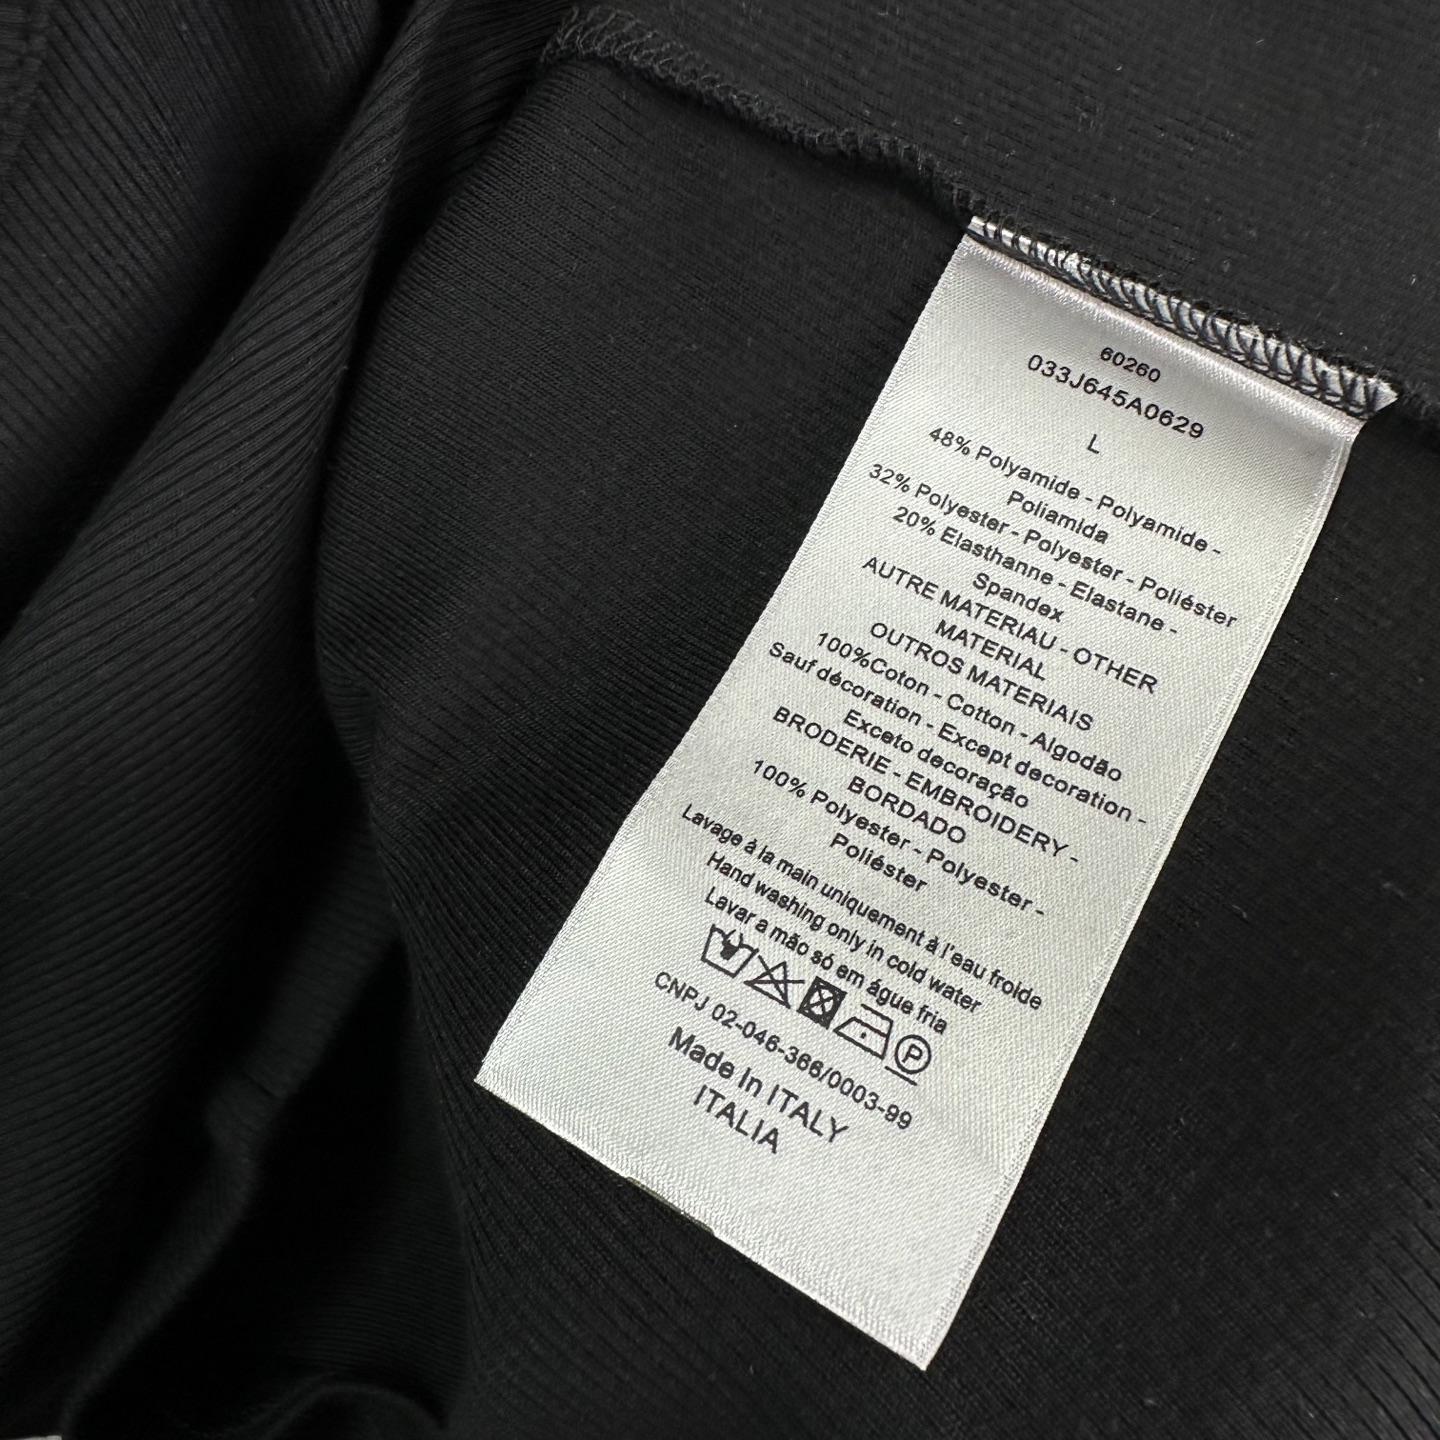 60260
033J645A0629
L
48% Polyamide - Polyamide -
Poliamida
32% Polyester - Polyester - Poliéster
20% Elasthanne - Elastane -
Spandex
AUTRE MATERIAU - OTHER
MATERIAL
OUTROS MATERIAIS
100%Coton - Cotton - Algodão
Sauf décoration - Except decoration -
Exceto decoração
BRODERIE - EMBROIDERY -
BORDADO
100% Polyester - Polyester -
Poliéster
Lavage à la main uniquement à l'eau froide
Hand washing only in cold water
Lavar a mão só em água fria
P
CNPJ 02-046-366/0003-99
Made In ITALY
ITALIA